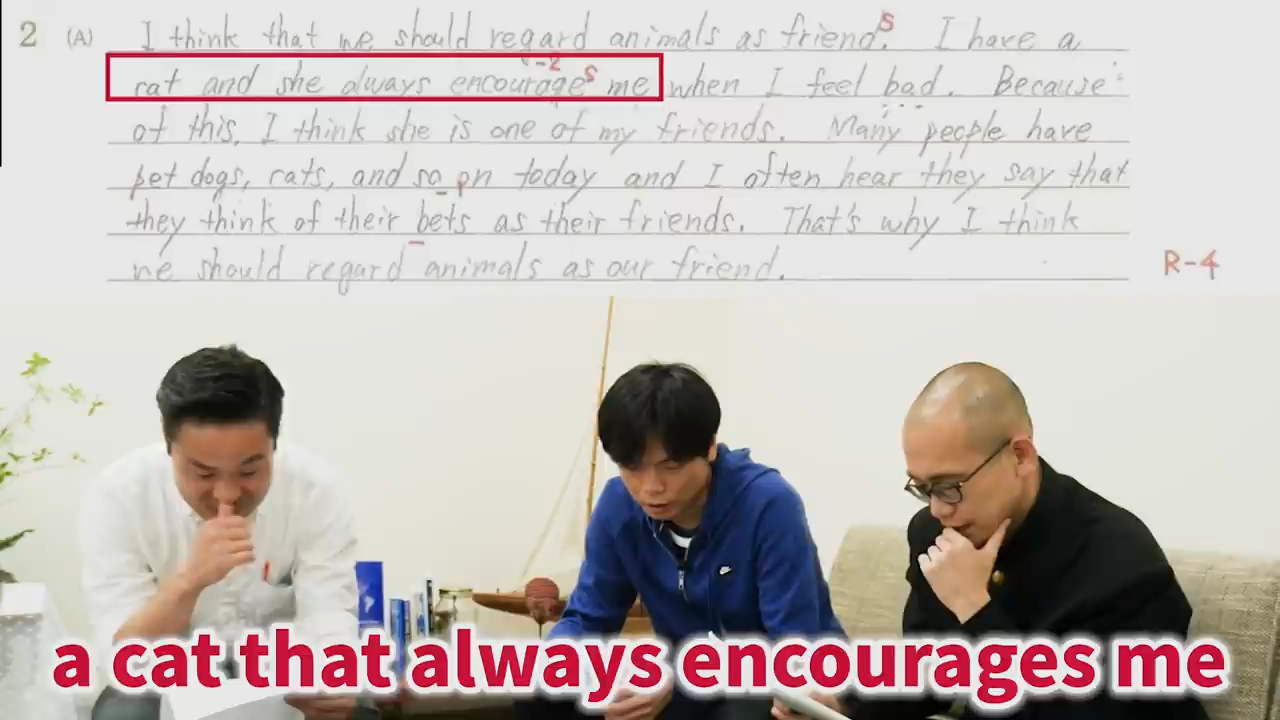 2 (A) I think that we should regard animals as friend.s I have a
-2 s
cat and she always encourage me when I feel bad. Because
of this, I think she is one of my friends. Many people have
pet dogs, cats, and so on today and I often hear they say that
they think of their bets as their friends. That's why I think
we should regard animals as our friend.
R-4
a cat that always encourages me